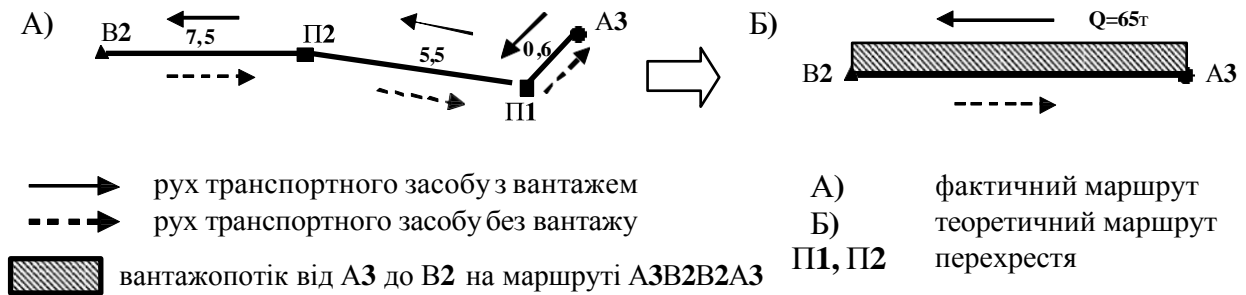 А)
В2
7,5
П2
5,5
0,6
А3
П1
Б)
Q=65т
В2
А3
рух транспортного засобу з вантажем
рух транспортного засобу без вантажу
вантажопотік від А3 до В2 на маршруті А3В2В2А3
А) фактичний маршрут
Б) теоретичний маршрут
П1, П2 перехрестя